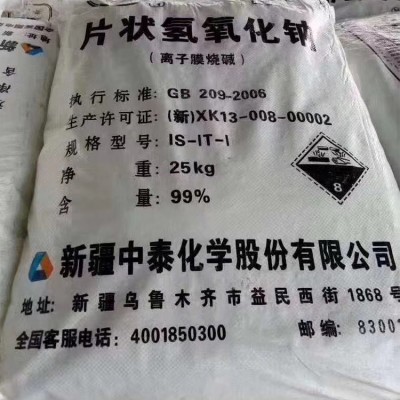 片状氢氧化钠
(离子膜烧碱)
执行标准: GB 209-2006
生产许可证: (新)XK13-008-00002
规格型号: IS-IT-I
净 重: 25kg
含 量: 99%
8
新疆中泰化学股份有限公司
地址: 新疆乌鲁木齐市益民西街1868号
全国客服电话: 4001850300 邮编: 83001